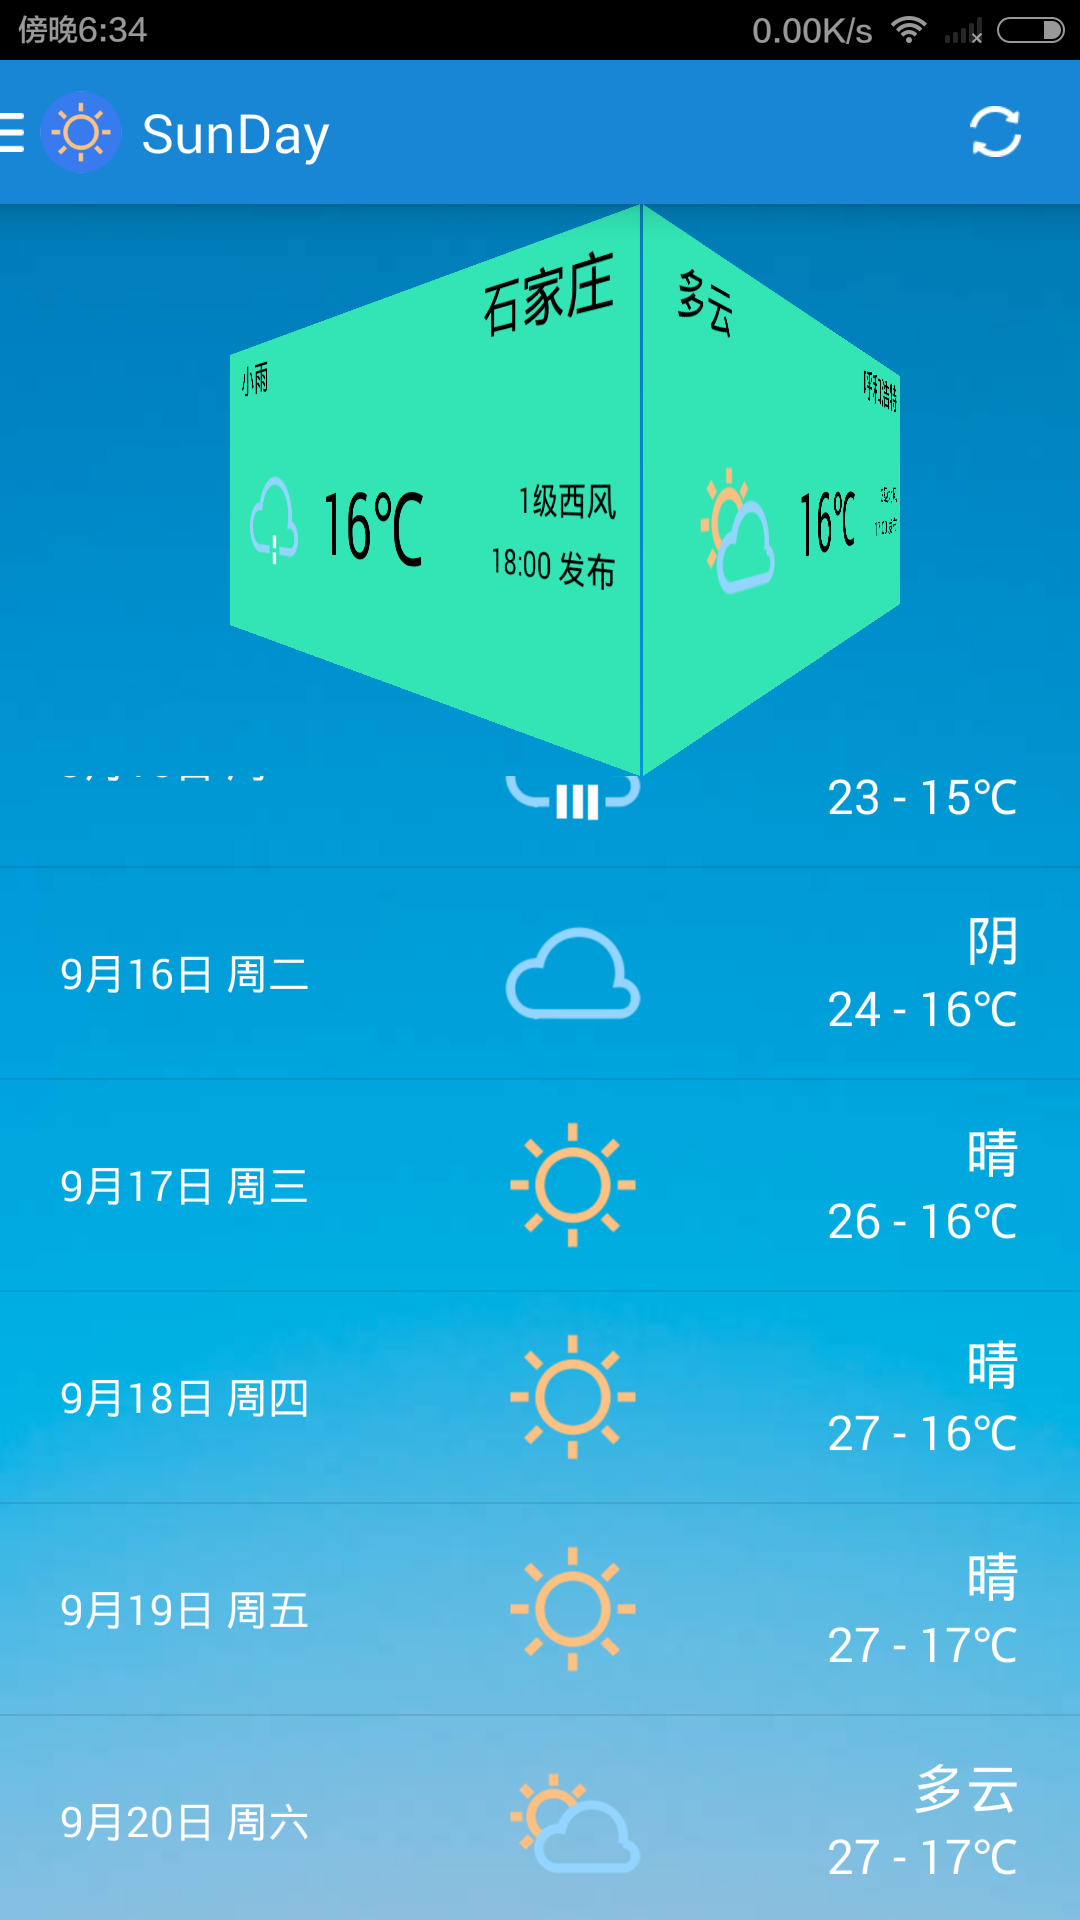 傍晚6:34
0.00K/s
SunDay
石家庄
小雨
16℃
1级西风
18:00 发布
多云
呼和浩特
16℃
23 - 15℃
9月16日 周二
阴
24 - 16℃
9月17日 周三
晴
26 - 16℃
9月18日 周四
晴
27 - 16℃
9月19日 周五
晴
27 - 17℃
9月20日 周六
多云
27 - 17℃